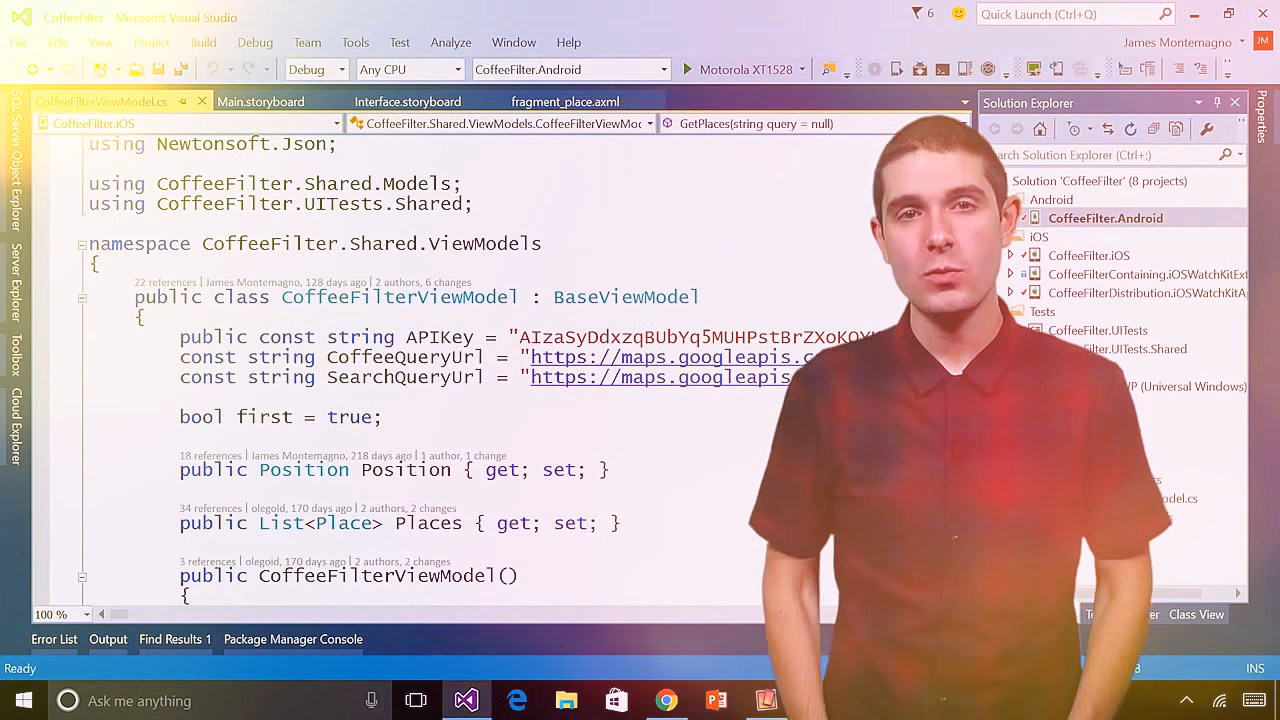 CoffeeFilter - Microsoft Visual Studio
6
Quick Launch (Ctrl+Q)
File Edit View Project Build Debug Team Tools Test Analyze Window Help
James Montemagno
JM
Debug
Any CPU
CoffeeFilter.Android
Motorola XT1528
SQL Server Object Explorer
Server Explorer
Toolbox
Cloud Explorer
CoffeeFilterViewModel.cs
Main.storyboard
Interface.storyboard
fragment_place.axml
CoffeeFilter.iOS
CoffeeFilter.Shared.ViewModels.CoffeeFilterViewMod
GetPlaces(string query = null)
using Newtonsoft.Json;
using CoffeeFilter.Shared.Models;
using CoffeeFilter.UITests.Shared;
namespace CoffeeFilter.Shared.ViewModels
{
22 references | James Montemagno, 128 days ago | 2 authors, 6 changes
public class CoffeeFilterViewModel : BaseViewModel
{
public const string APIKey = "AIzaSyDdxzqBUbYq5MUHPstBrZXoKOY
const string CoffeeQueryUrl = "https://maps.googleapis.c
const string SearchQueryUrl = "https://maps.googleapis
bool first = true;
18 references | James Montemagno, 218 days ago | 1 author, 1 change
public Position Position { get; set; }
34 references | olegoid, 170 days ago | 2 authors, 2 changes
public List<Place> Places { get; set; }
3 references | olegoid, 170 days ago | 2 authors, 2 changes
public CoffeeFilterViewModel()
{
100 %
Solution Explorer
Properties
arch Solution Explorer (Ctrl+;)
Solution 'CoffeeFilter' (8 projects)
Android
CoffeeFilter.Android
iOS
CoffeeFilter.iOS
CoffeeFilterContaining.iOSWatchKitExt
CoffeeFilterDistribution.iOSWatchKitAp
Tests
CoffeeFilter.UITests
.UITests.Shared
(Universal Windows)
.cs
odel.cs
Te
rer
Class View
Error List Output Find Results 1 Package Manager Console
Ready
INS
Ask me anything